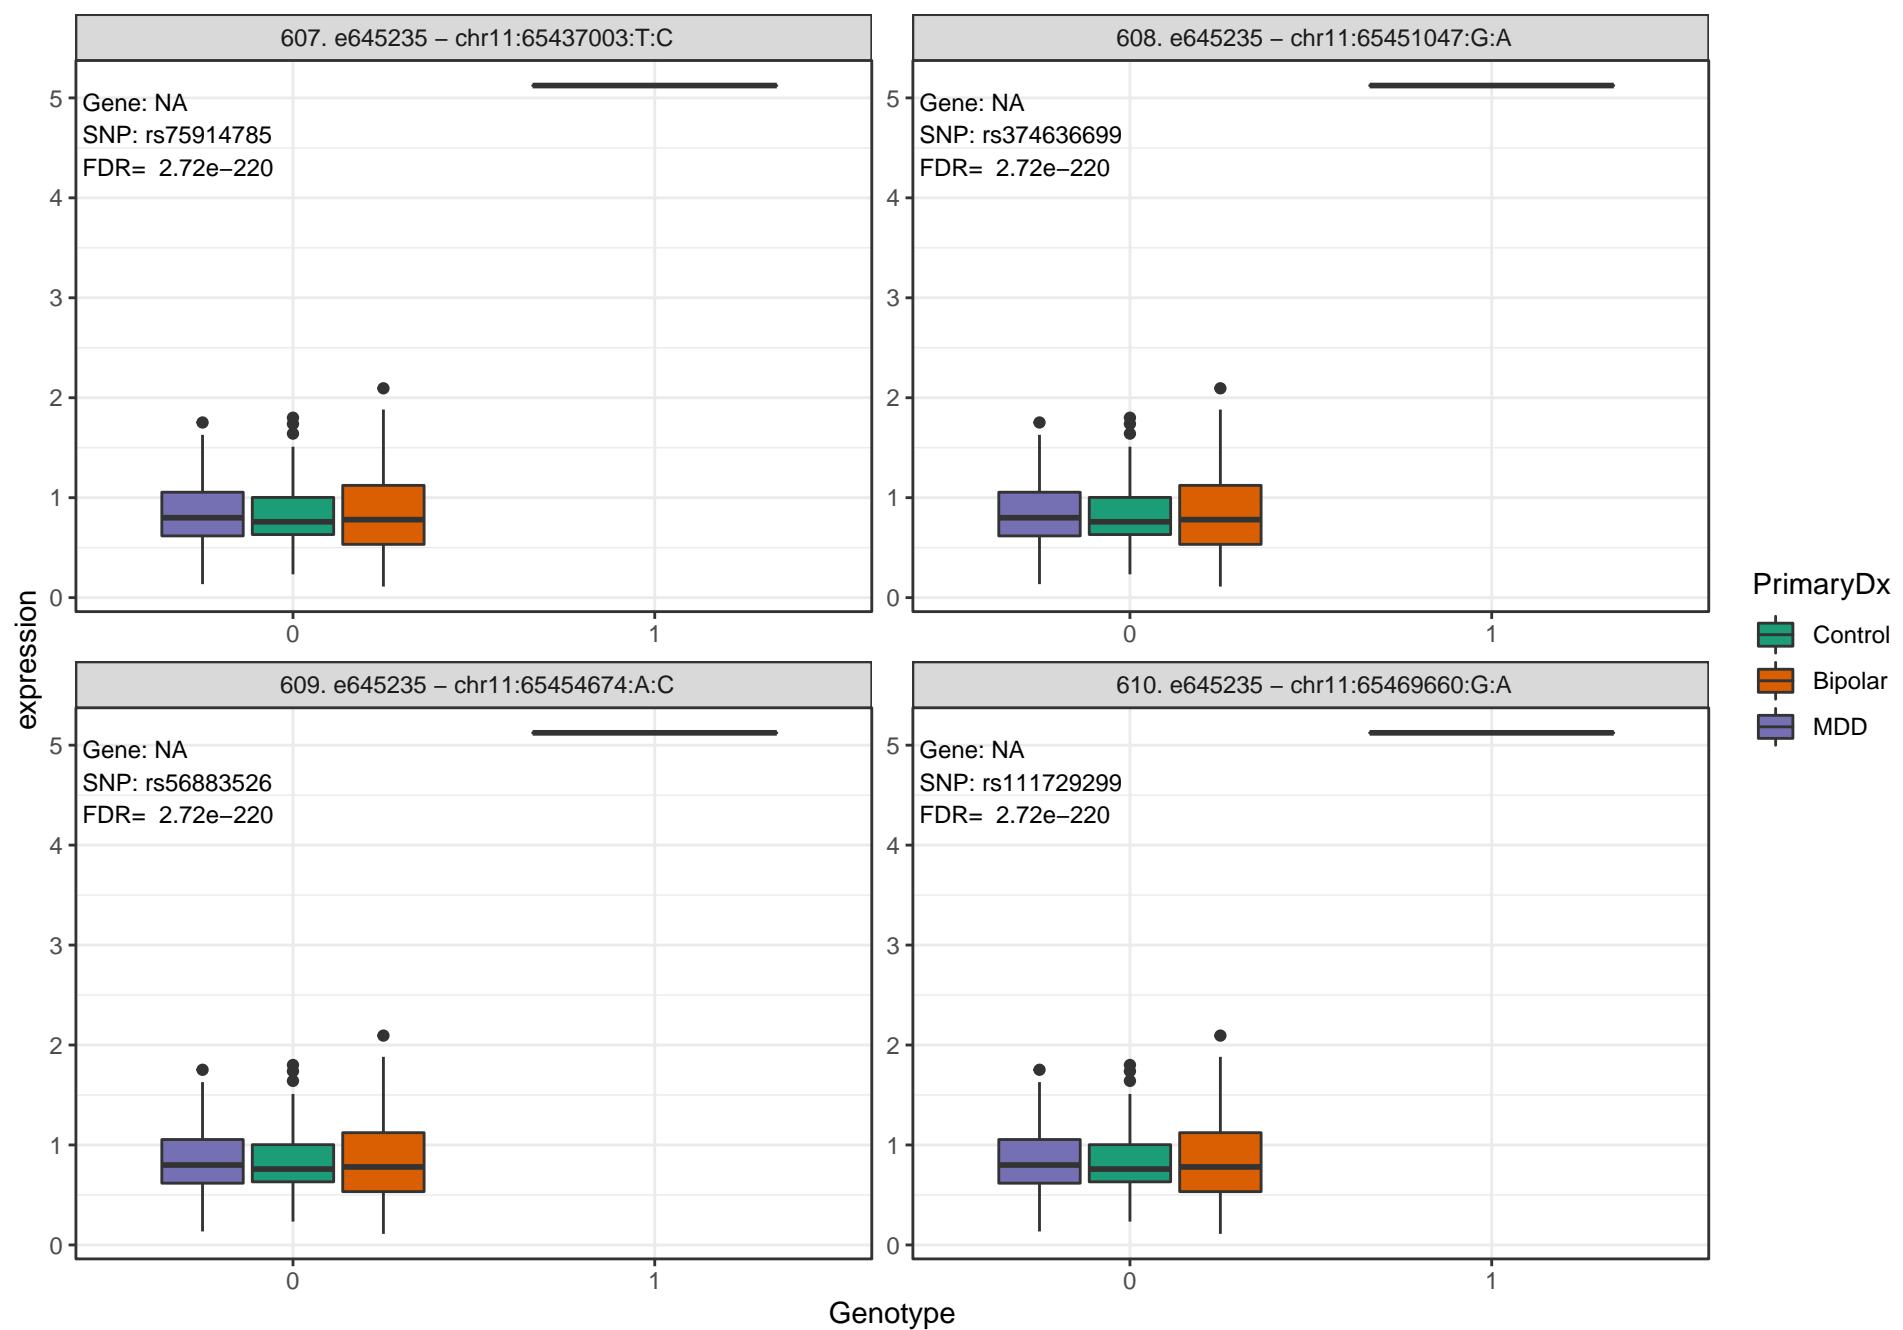 607. e645235 – chr11:65437003:T:C
608. e645235 – chr11:65451047:G:A
Gene: NA
SNP: rs75914785
FDR=  2.72e−220
Gene: NA
SNP: rs374636699
FDR=  2.72e−220
5
4
3
2
1
0
5
4
3
2
1
0
0
1
0
1
609. e645235 – chr11:65454674:A:C
610. e645235 – chr11:65469660:G:A
Gene: NA
SNP: rs56883526
FDR=  2.72e−220
Gene: NA
SNP: rs111729299
FDR=  2.72e−220
5
4
3
2
1
0
5
4
3
2
1
0
0
1
0
1
expression
Genotype
PrimaryDx
Control
Bipolar
MDD